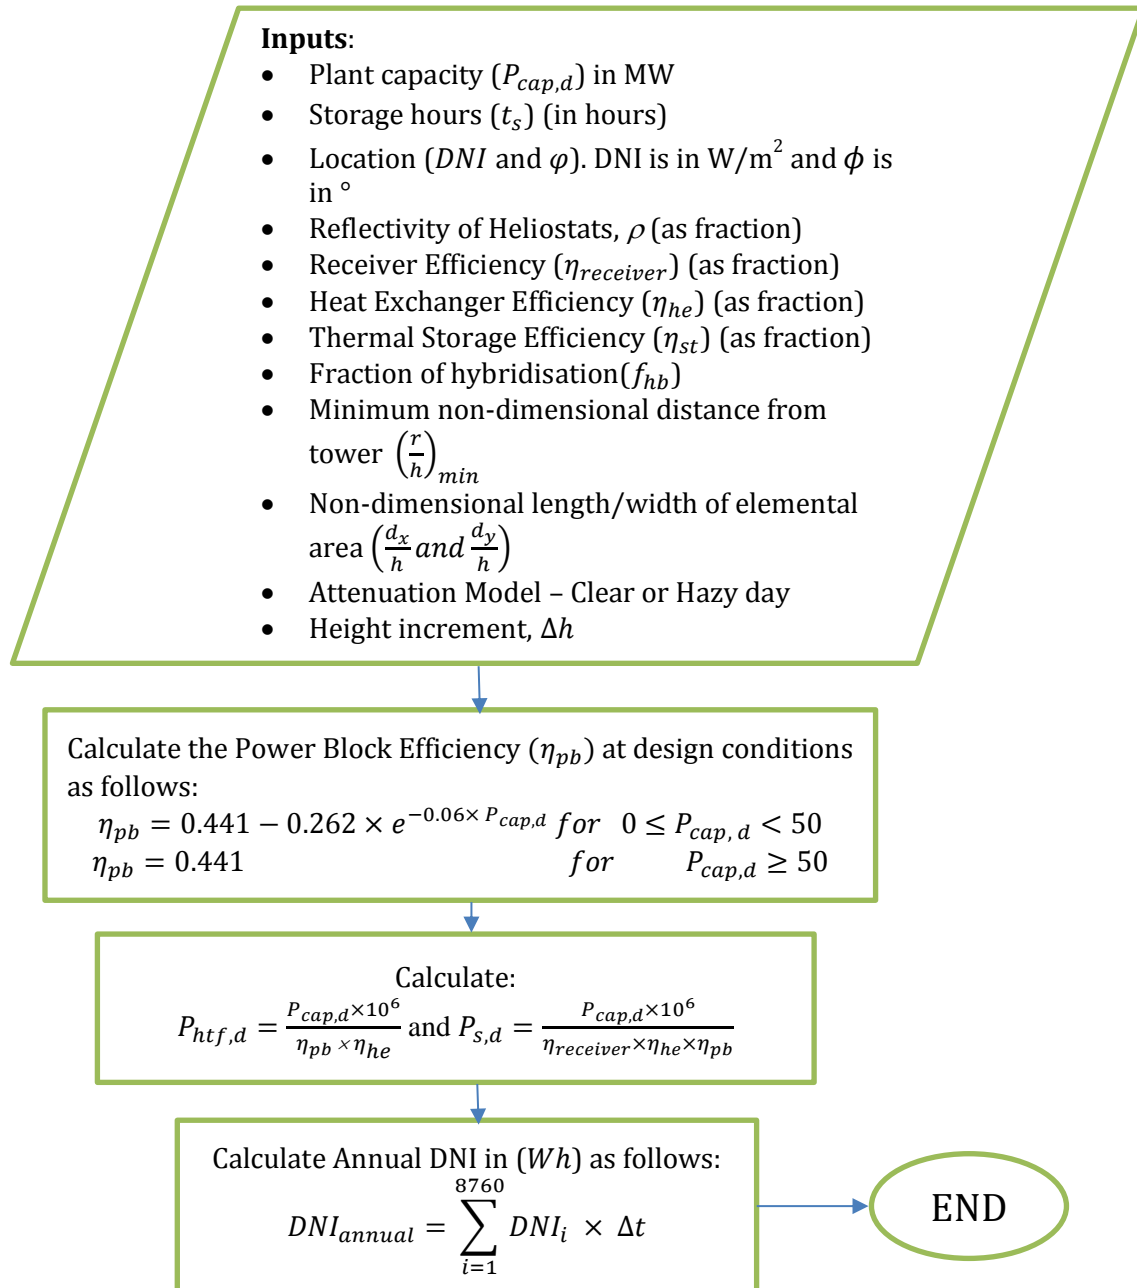 Inputs:
• Plant capacity (P_{cap,d}) in MW
• Storage hours (t_s) (in hours)
• Location (DNI and φ). DNI is in W/m² and ϕ is
in °
• Reflectivity of Heliostats, ρ (as fraction)
• Receiver Efficiency (η_{receiver}) (as fraction)
• Heat Exchanger Efficiency (η_{he}) (as fraction)
• Thermal Storage Efficiency (η_{st}) (as fraction)
• Fraction of hybridisation(f_{hb})
• Minimum non-dimensional distance from
tower (r/h)_{min}
• Non-dimensional length/width of elemental
area (d_x/h and d_y/h)
• Attenuation Model – Clear or Hazy day
• Height increment, Δh
Calculate the Power Block Efficiency (η_{pb}) at design conditions
as follows:
η_{pb} = 0.441 − 0.262 × e^{−0.06× P_{cap,d}} for 0 ≤ P_{cap,d} < 50
η_{pb} = 0.441 for P_{cap,d} ≥ 50
Calculate:
P_{htf,d} = \frac{P_{cap,d}×10^6}{η_{pb} × η_{he}} and P_{s,d} = \frac{P_{cap,d}×10^6}{η_{receiver}×η_{he}×η_{pb}}
Calculate Annual DNI in (Wh) as follows:
DNI_{annual} = \sum_{i=1}^{8760} DNI_i × Δt
END